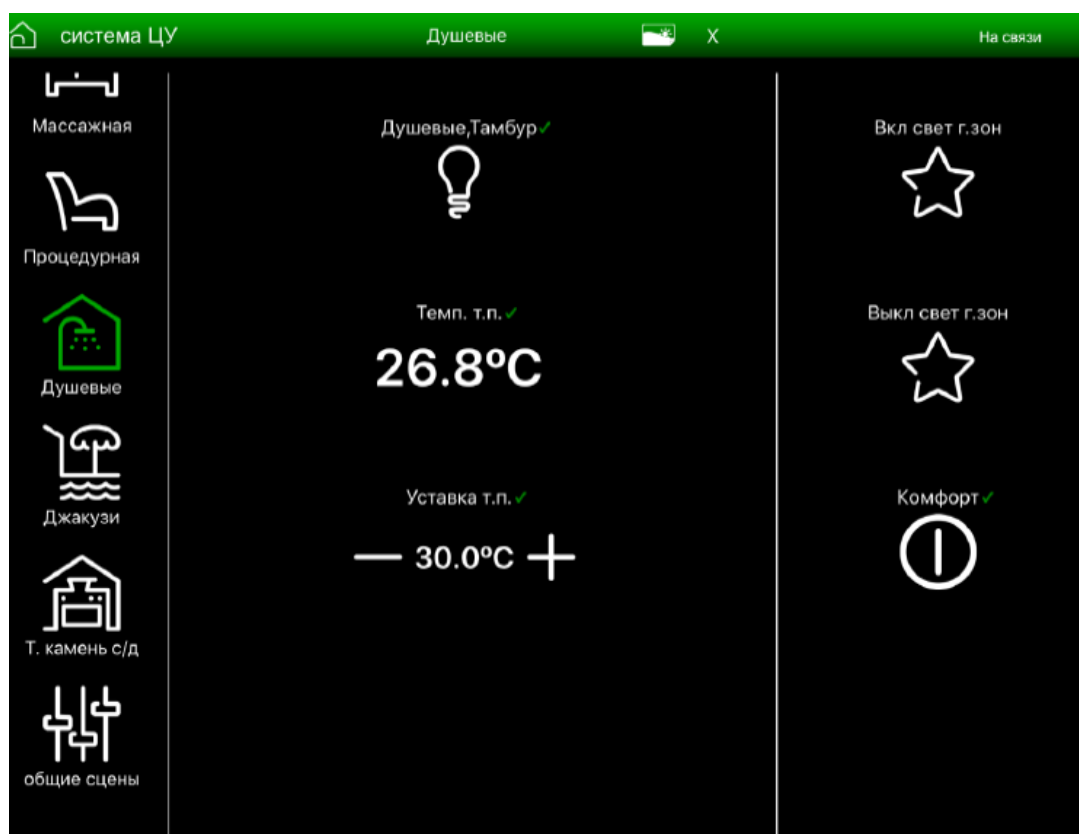 система ЦУ
Душевые
X
На связи
Массажная
Процедурная
Душевые
Джакузи
Т. камень с/д
общие сцены
Душевые,Тамбур✓
Темп. т.п.✓
26.8ºC
Уставка т.п.✓
— 30.0ºC +
Вкл свет г.зон
Выкл свет г.зон
Комфорт✓